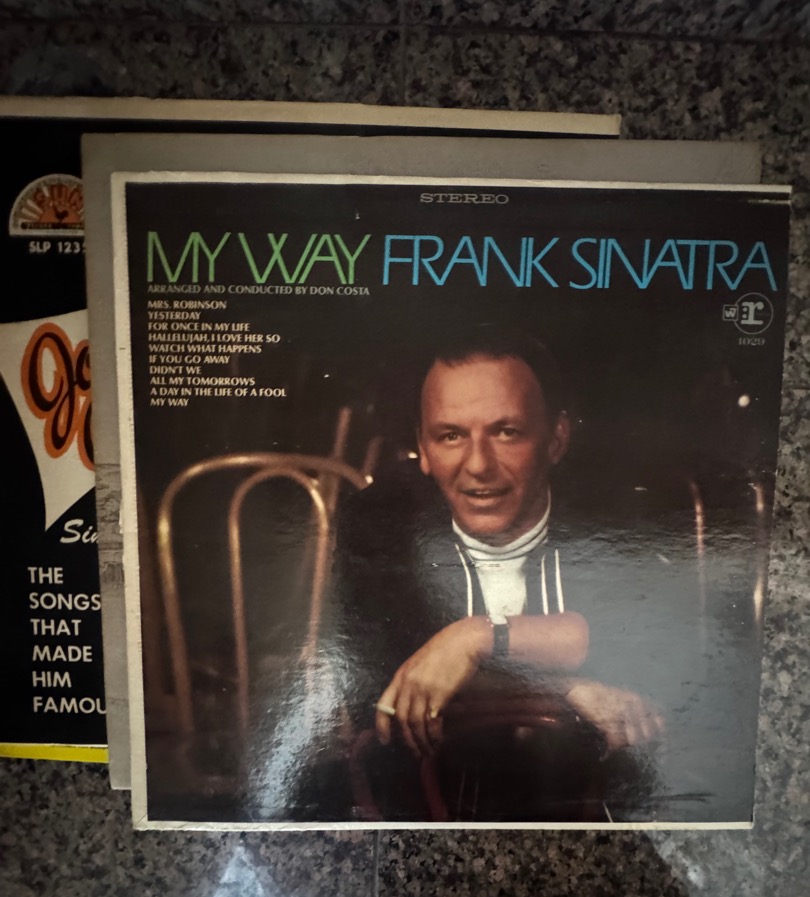 STEREO
MY WAY FRANK SINATRA
ARRANGED AND CONDUCTED BY DON COSTA
MRS. ROBINSON
YESTERDAY
FOR ONCE IN MY LIFE
HALLELUJAH, I LOVE HER SO
WATCH WHAT HAPPENS
IF YOU GO AWAY
DIDN'T WE
ALL MY TOMORROWS
A DAY IN THE LIFE OF A FOOL
MY WAY
W
r
1029
SLP 123
Jo
Sin
THE
SONGS
THAT
MADE
HIM
FAMOU